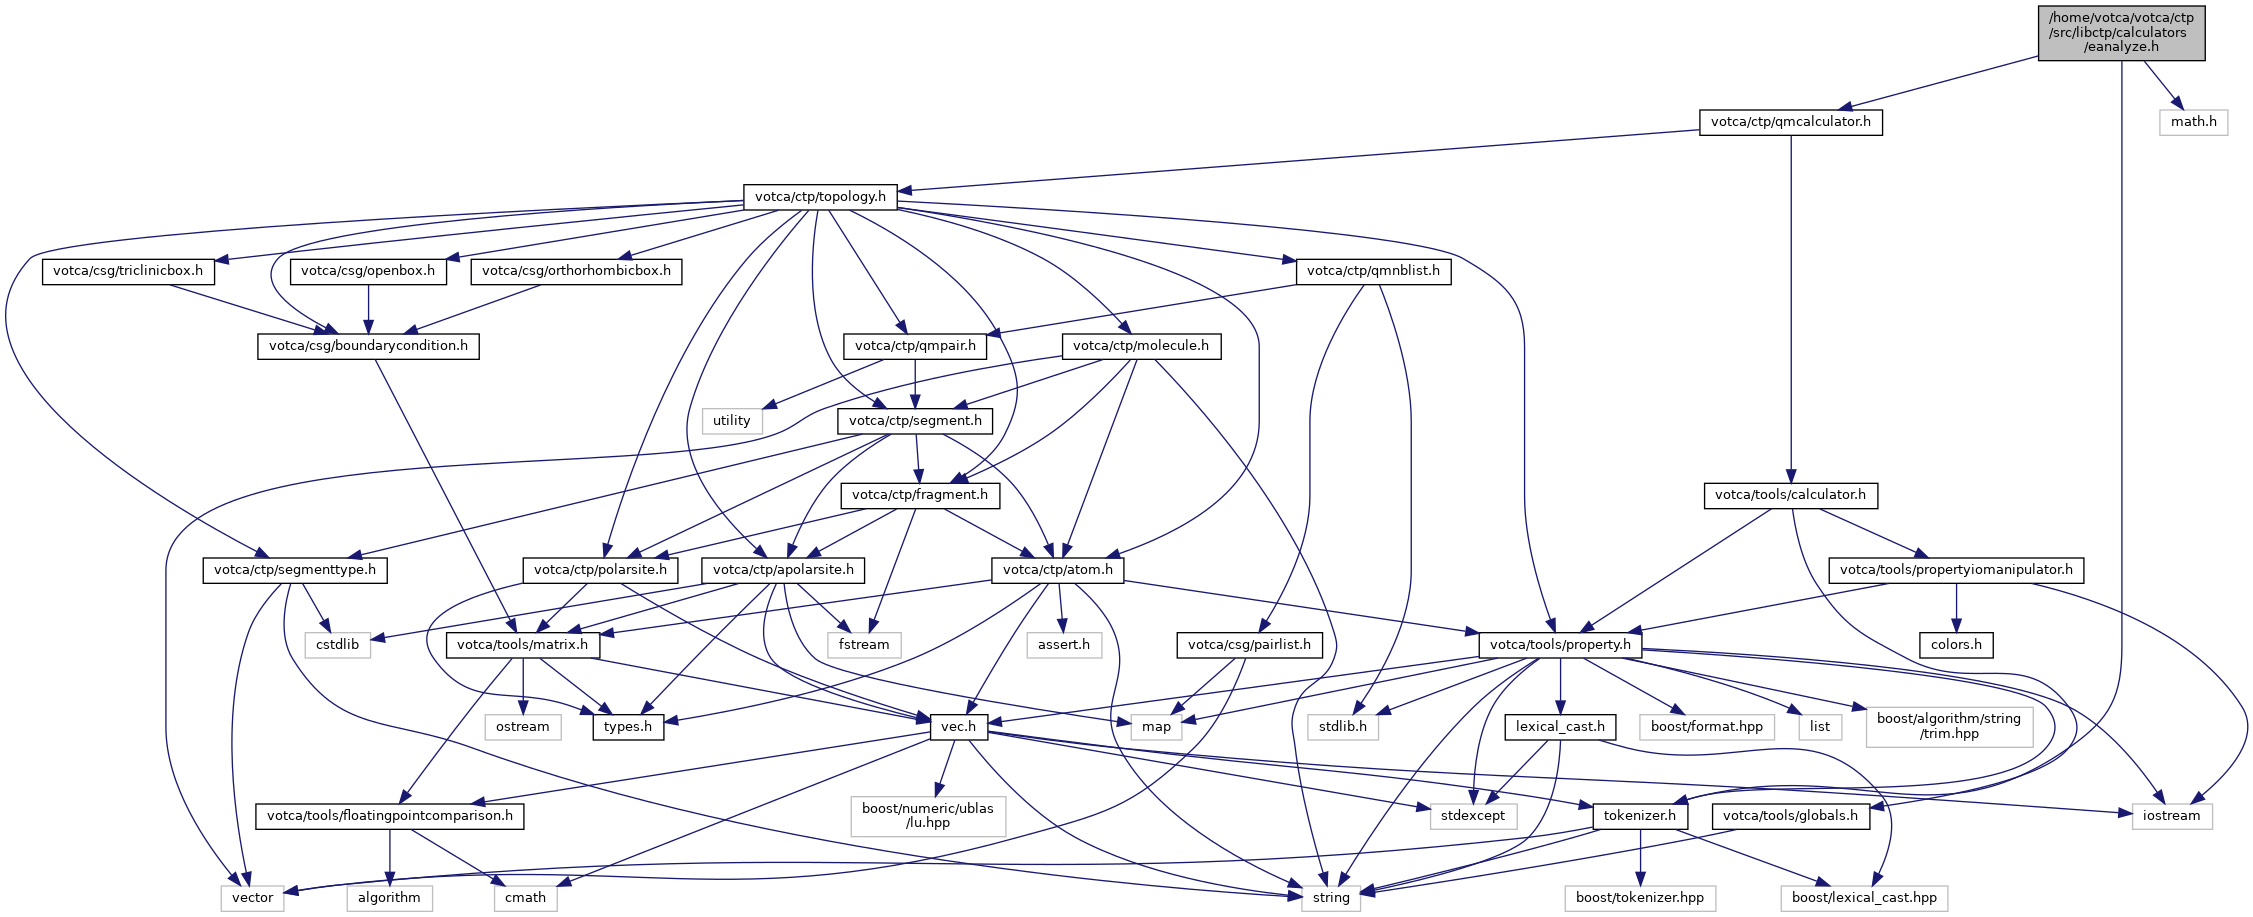 /home/votca/votca/ctp
/src/libctp/calculators
/eanalyze.h
votca/ctp/qmcalculator.h
math.h
votca/ctp/topology.h
votca/csg/triclinicbox.h
votca/csg/openbox.h
votca/csg/orthorhombicbox.h
votca/ctp/qmnblist.h
votca/csg/boundarycondition.h
votca/ctp/qmpair.h
votca/ctp/molecule.h
utility
votca/ctp/segment.h
votca/ctp/fragment.h
votca/tools/calculator.h
votca/ctp/segmenttype.h
votca/ctp/polarsite.h
votca/ctp/apolarsite.h
votca/ctp/atom.h
votca/tools/propertyiomanipulator.h
cstdlib
votca/tools/matrix.h
fstream
assert.h
votca/csg/pairlist.h
votca/tools/property.h
colors.h
ostream
types.h
vec.h
map
stdlib.h
lexical_cast.h
boost/format.hpp
list
boost/algorithm/string
/trim.hpp
votca/tools/floatingpointcomparison.h
boost/numeric/ublas
/lu.hpp
stdexcept
tokenizer.h
votca/tools/globals.h
iostream
vector
algorithm
cmath
string
boost/tokenizer.hpp
boost/lexical_cast.hpp